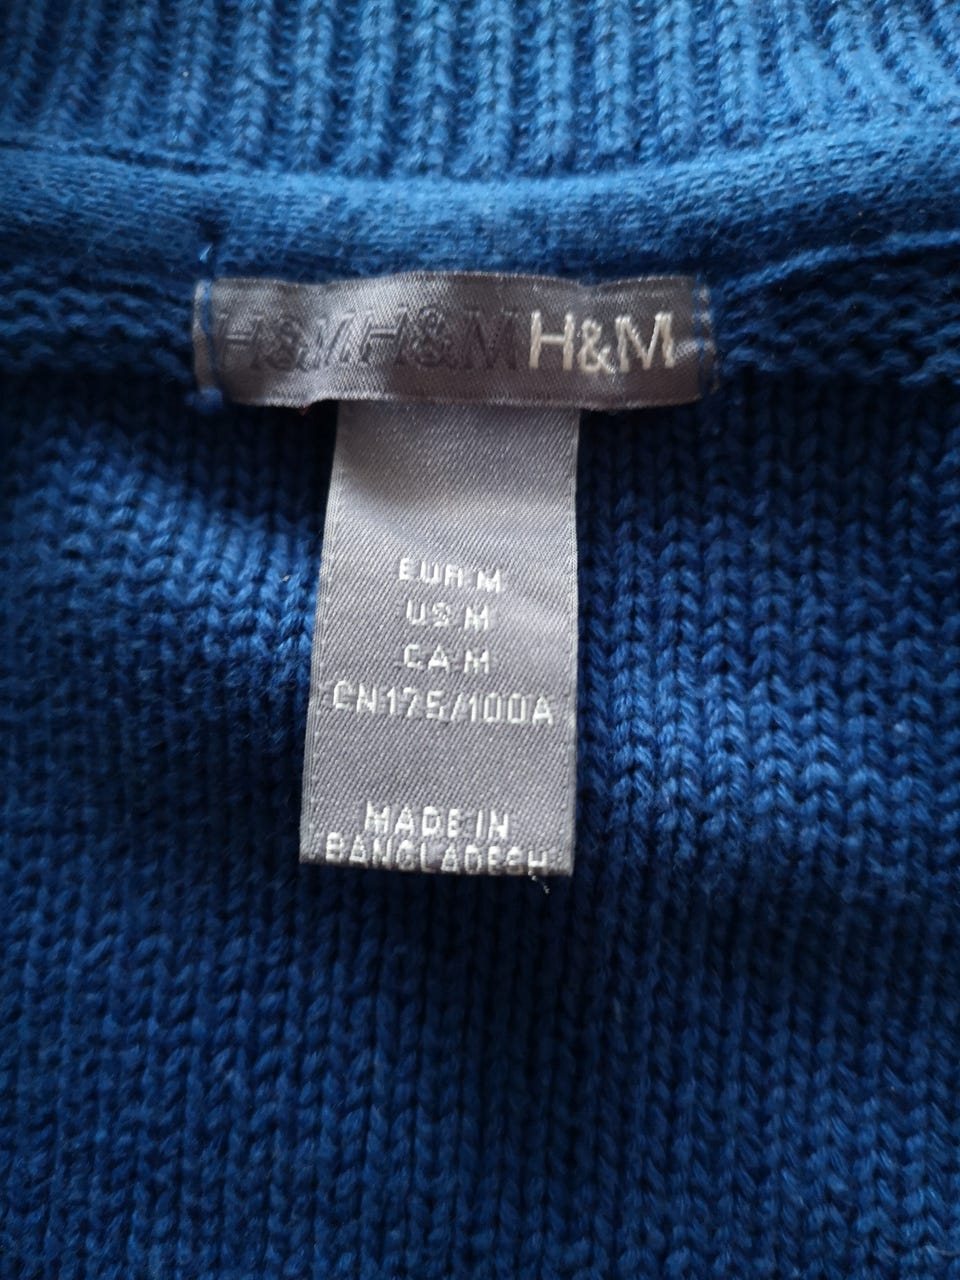 H&M H&M H&M
EUR M
US M
CA M
CN175/100A
MADE IN
BANGLADESH